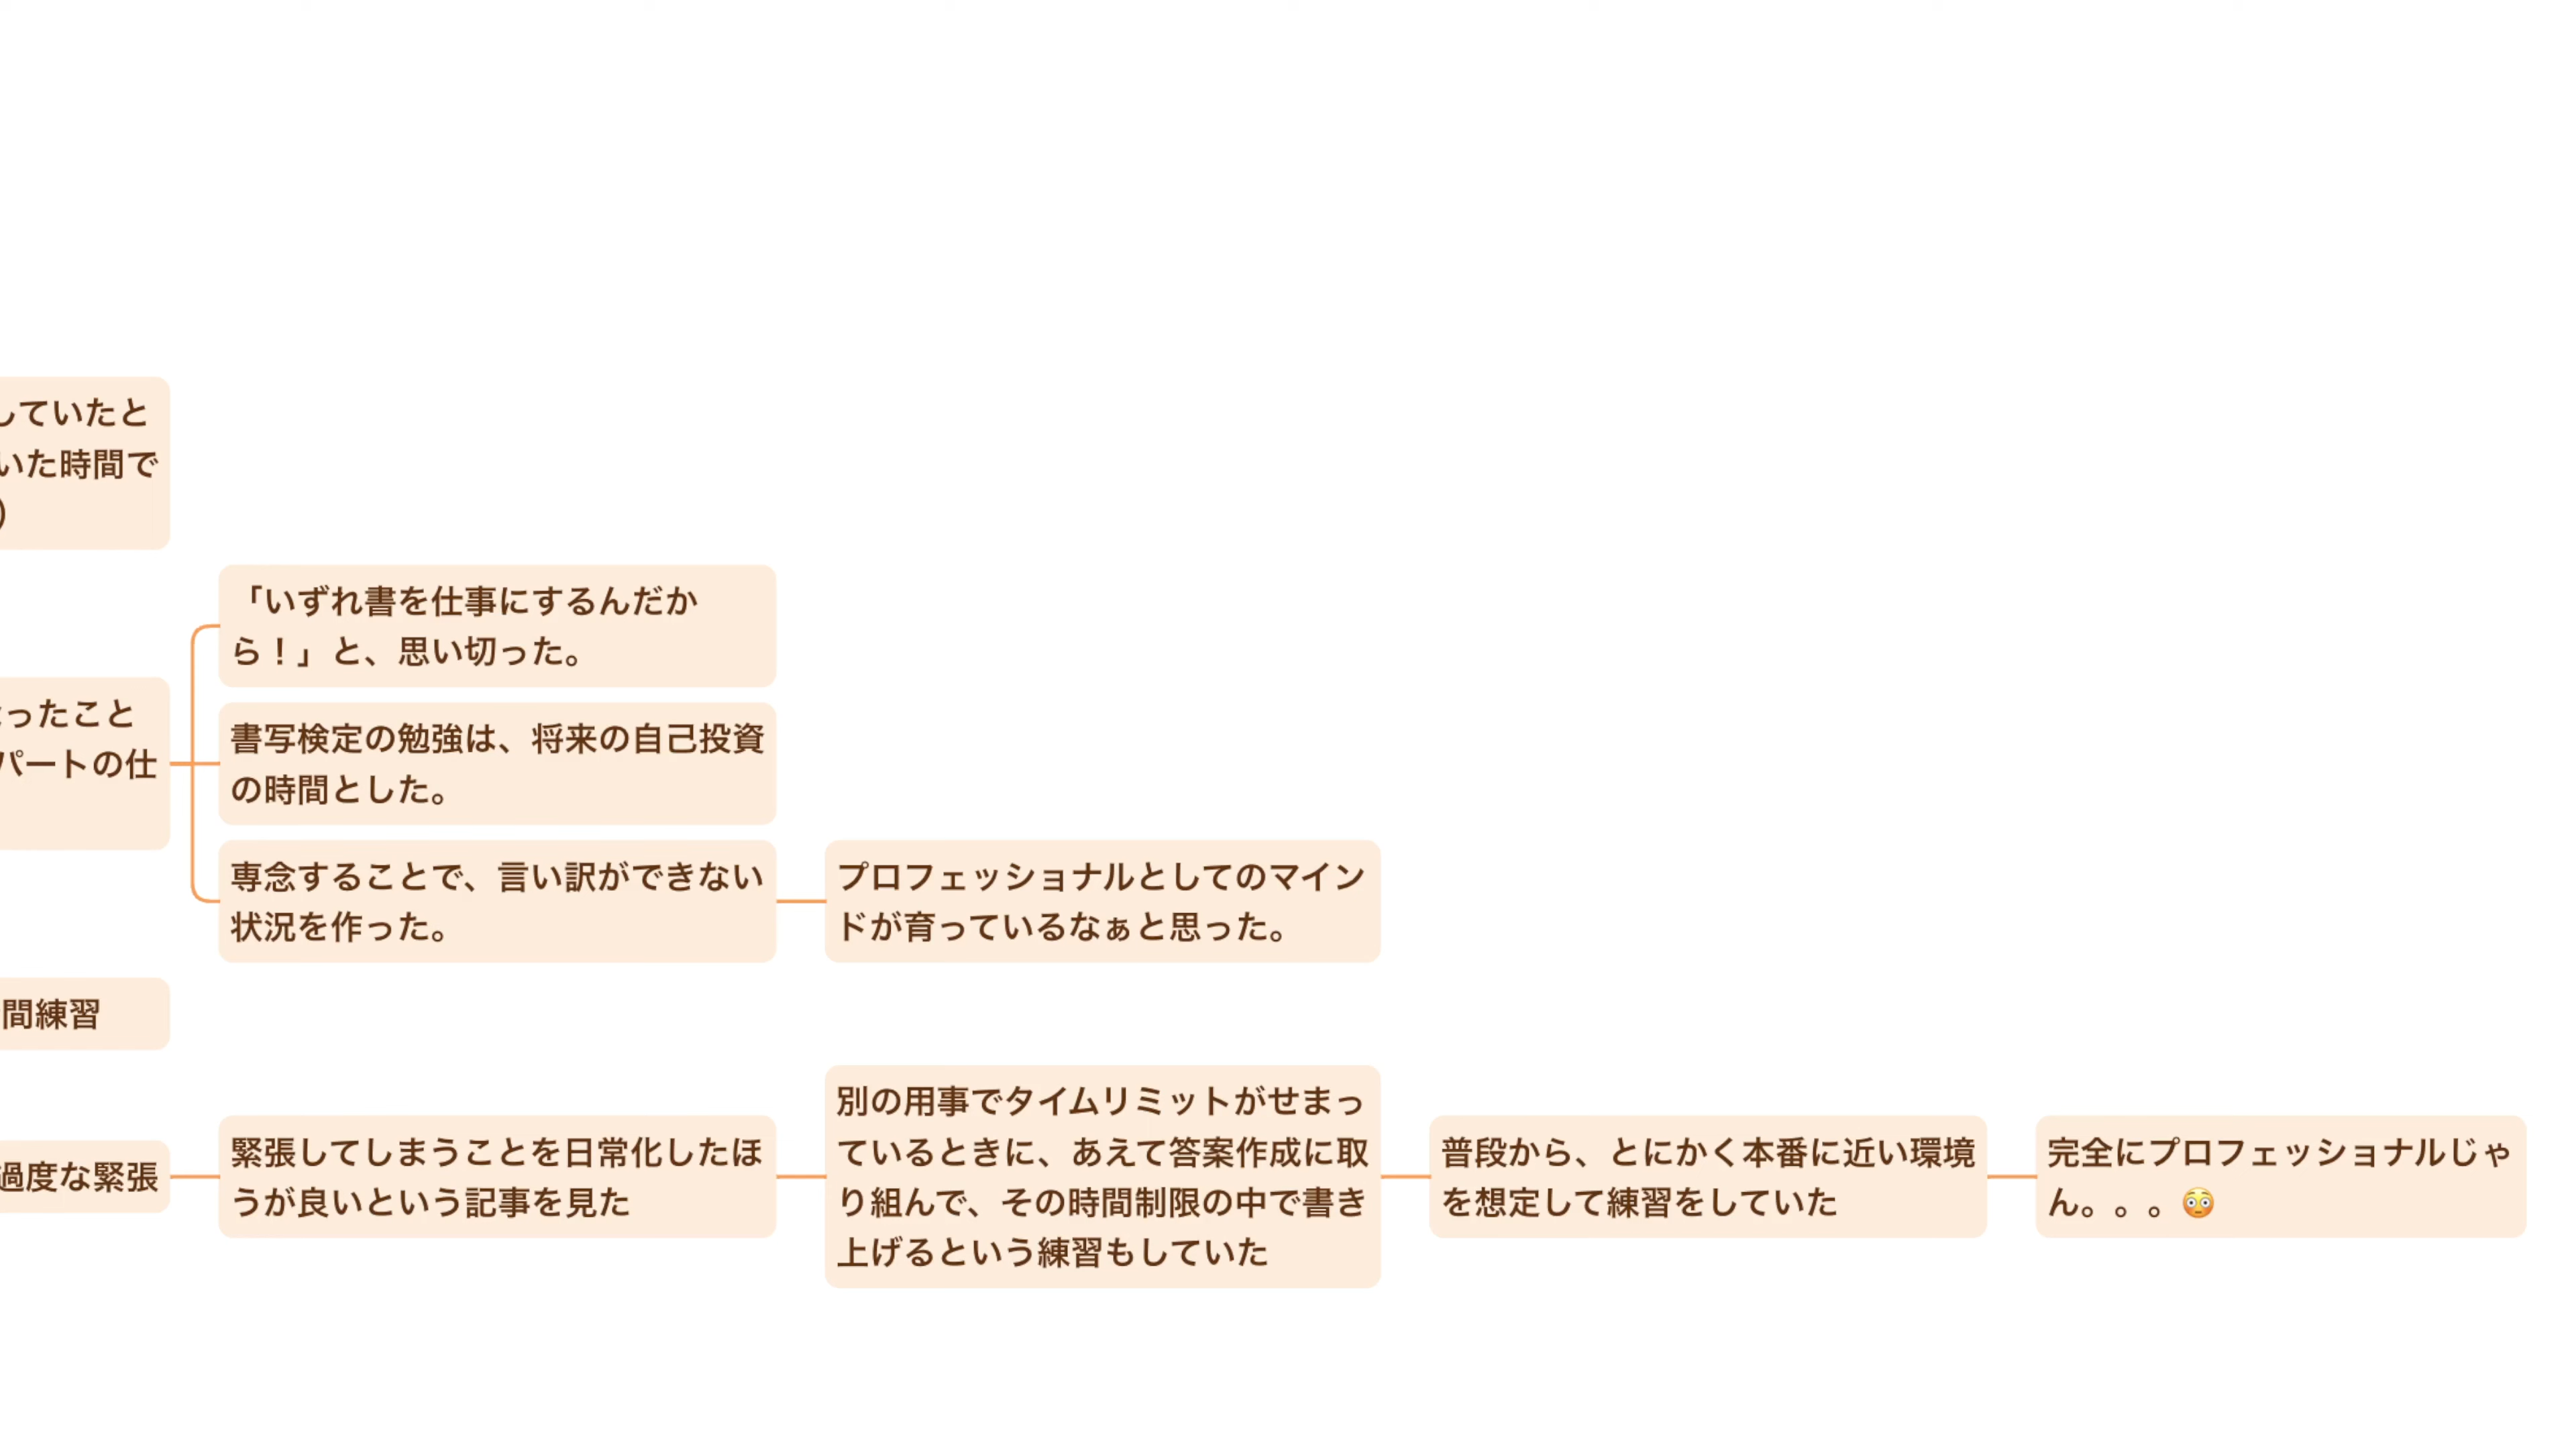 していたと
いた時間で
)
「いずれ書を仕事にするんだか
ら！」と、思い切った。
ったこと
パートの仕
書写検定の勉強は、将来の自己投資
の時間とした。
専念することで、言い訳ができない
状況を作った。
プロフェッショナルとしてのマイン
ドが育っているなぁと思った。
間練習
過度な緊張
緊張してしまうことを日常化したほ
うが良いという記事を見た
別の用事でタイムリミットがせまっ
ているときに、あえて答案作成に取
り組んで、その時間制限の中で書き
上げるという練習もしていた
普段から、とにかく本番に近い環境
を想定して練習をしていた
完全にプロフェッショナルじゃ
ん。。。😳